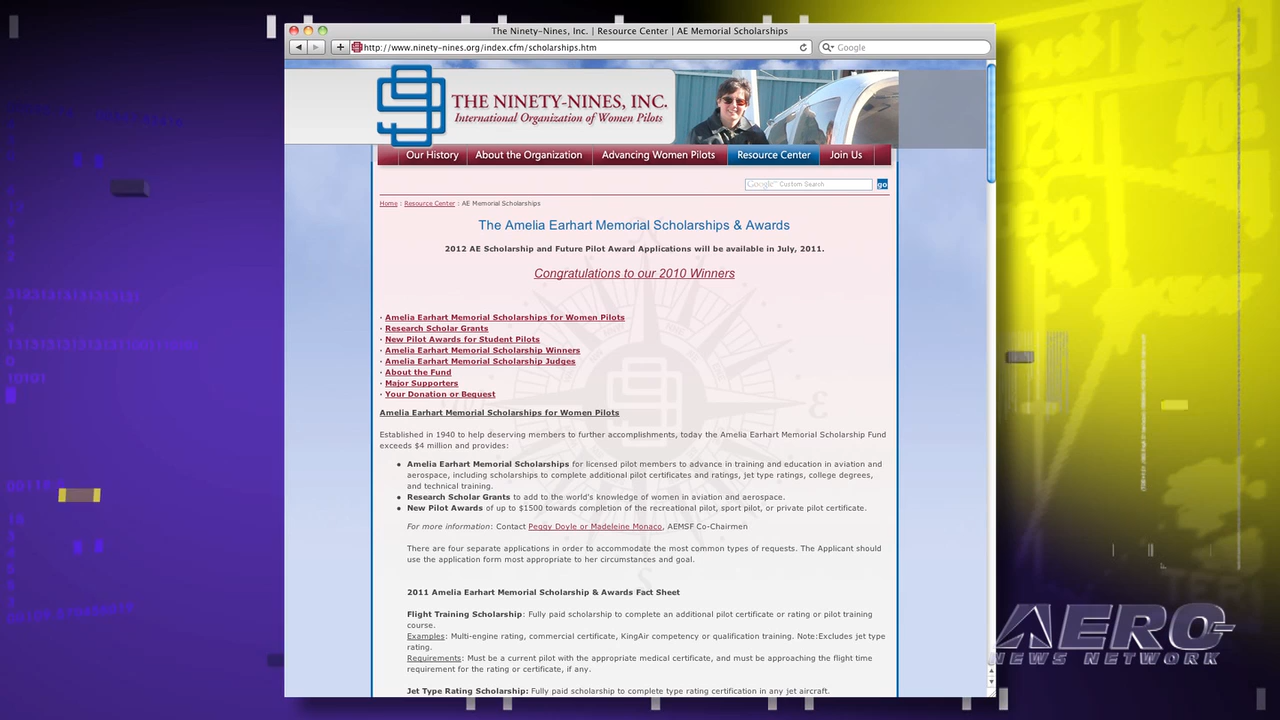 The Ninety-Nines, Inc. | Resource Center | AE Memorial Scholarships
http://www.ninety-nines.org/index.cfm/scholarships.htm
Google
THE NINETY-NINES, INC.
International Organization of Women Pilots
Our History About the Organization Advancing Women Pilots Resource Center Join Us
Google™ Custom Search go
Home : Resource Center : AE Memorial Scholarships
The Amelia Earhart Memorial Scholarships & Awards
2012 AE Scholarship and Future Pilot Award Applications will be available in July, 2011.
Congratulations to our 2010 Winners
· Amelia Earhart Memorial Scholarships for Women Pilots
· Research Scholar Grants
· New Pilot Awards for Student Pilots
· Amelia Earhart Memorial Scholarship Winners
· Amelia Earhart Memorial Scholarship Judges
· About the Fund
· Major Supporters
· Your Donation or Bequest
Amelia Earhart Memorial Scholarships for Women Pilots
Established in 1940 to help deserving members to further accomplishments, today the Amelia Earhart Memorial Scholarship Fund
exceeds $4 million and provides:
• Amelia Earhart Memorial Scholarships for licensed pilot members to advance in training and education in aviation and
aerospace, including scholarships to complete additional pilot certificates and ratings, jet type ratings, college degrees,
and technical training.
• Research Scholar Grants to add to the world's knowledge of women in aviation and aerospace.
• New Pilot Awards of up to $1500 towards completion of the recreational pilot, sport pilot, or private pilot certificate.
For more information: Contact Peggy Doyle or Madeleine Monaco, AEMSF Co-Chairmen
There are four separate applications in order to accommodate the most common types of requests. The Applicant should
use the application form most appropriate to her circumstances and goal.
2011 Amelia Earhart Memorial Scholarship & Awards Fact Sheet
Flight Training Scholarship: Fully paid scholarship to complete an additional pilot certificate or rating or pilot training
course.
Examples: Multi-engine rating, commercial certificate, KingAir competency or qualification training. Note:Excludes jet type
rating.
Requirements: Must be a current pilot with the appropriate medical certificate, and must be approaching the flight time
requirement for the rating or certificate, if any.
Jet Type Rating Scholarship: Fully paid scholarship to complete type rating certification in any jet aircraft.
AERO-
NEWS NETWORK